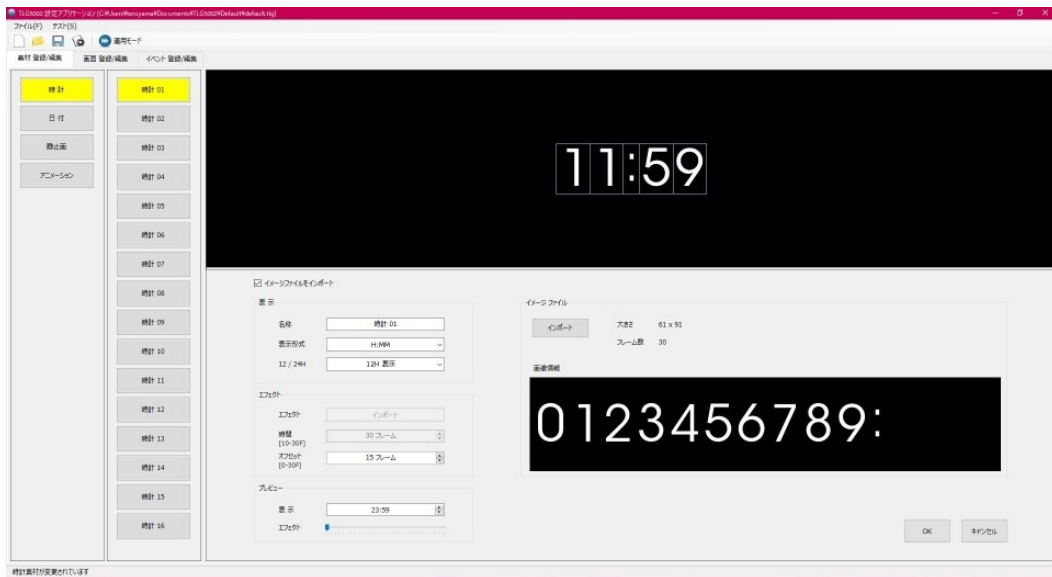 TLG5002 設定アプリケーション [C:¥Users¥teruyama¥Documents¥TLG5002¥Default¥default.tlg]
ファイル(F) テスト(S)
運用モード
素材 登録/編集 画面 登録/編集 イベント 登録/編集
時 計
日 付
静止画
アニメーション
時計 01
時計 02
時計 03
時計 04
時計 05
時計 06
時計 07
時計 08
時計 09
時計 10
時計 11
時計 12
時計 13
時計 14
時計 15
時計 16
11:59
イメージファイルをインポート
表 示
名称 時計 01
表示形式 H:MM
12 / 24H 12H 表示
エフェクト
エフェクト インポート
時間 30 フレーム
[10-30F]
オフセット 15 フレーム
[0-30F]
プレビュー
表 示 23:59
エフェクト
イメージ ファイル
インポート 大きさ 61 x 91
フレーム数 30
画像情報
0123456789:
OK キャンセル
時計素材が変更されています